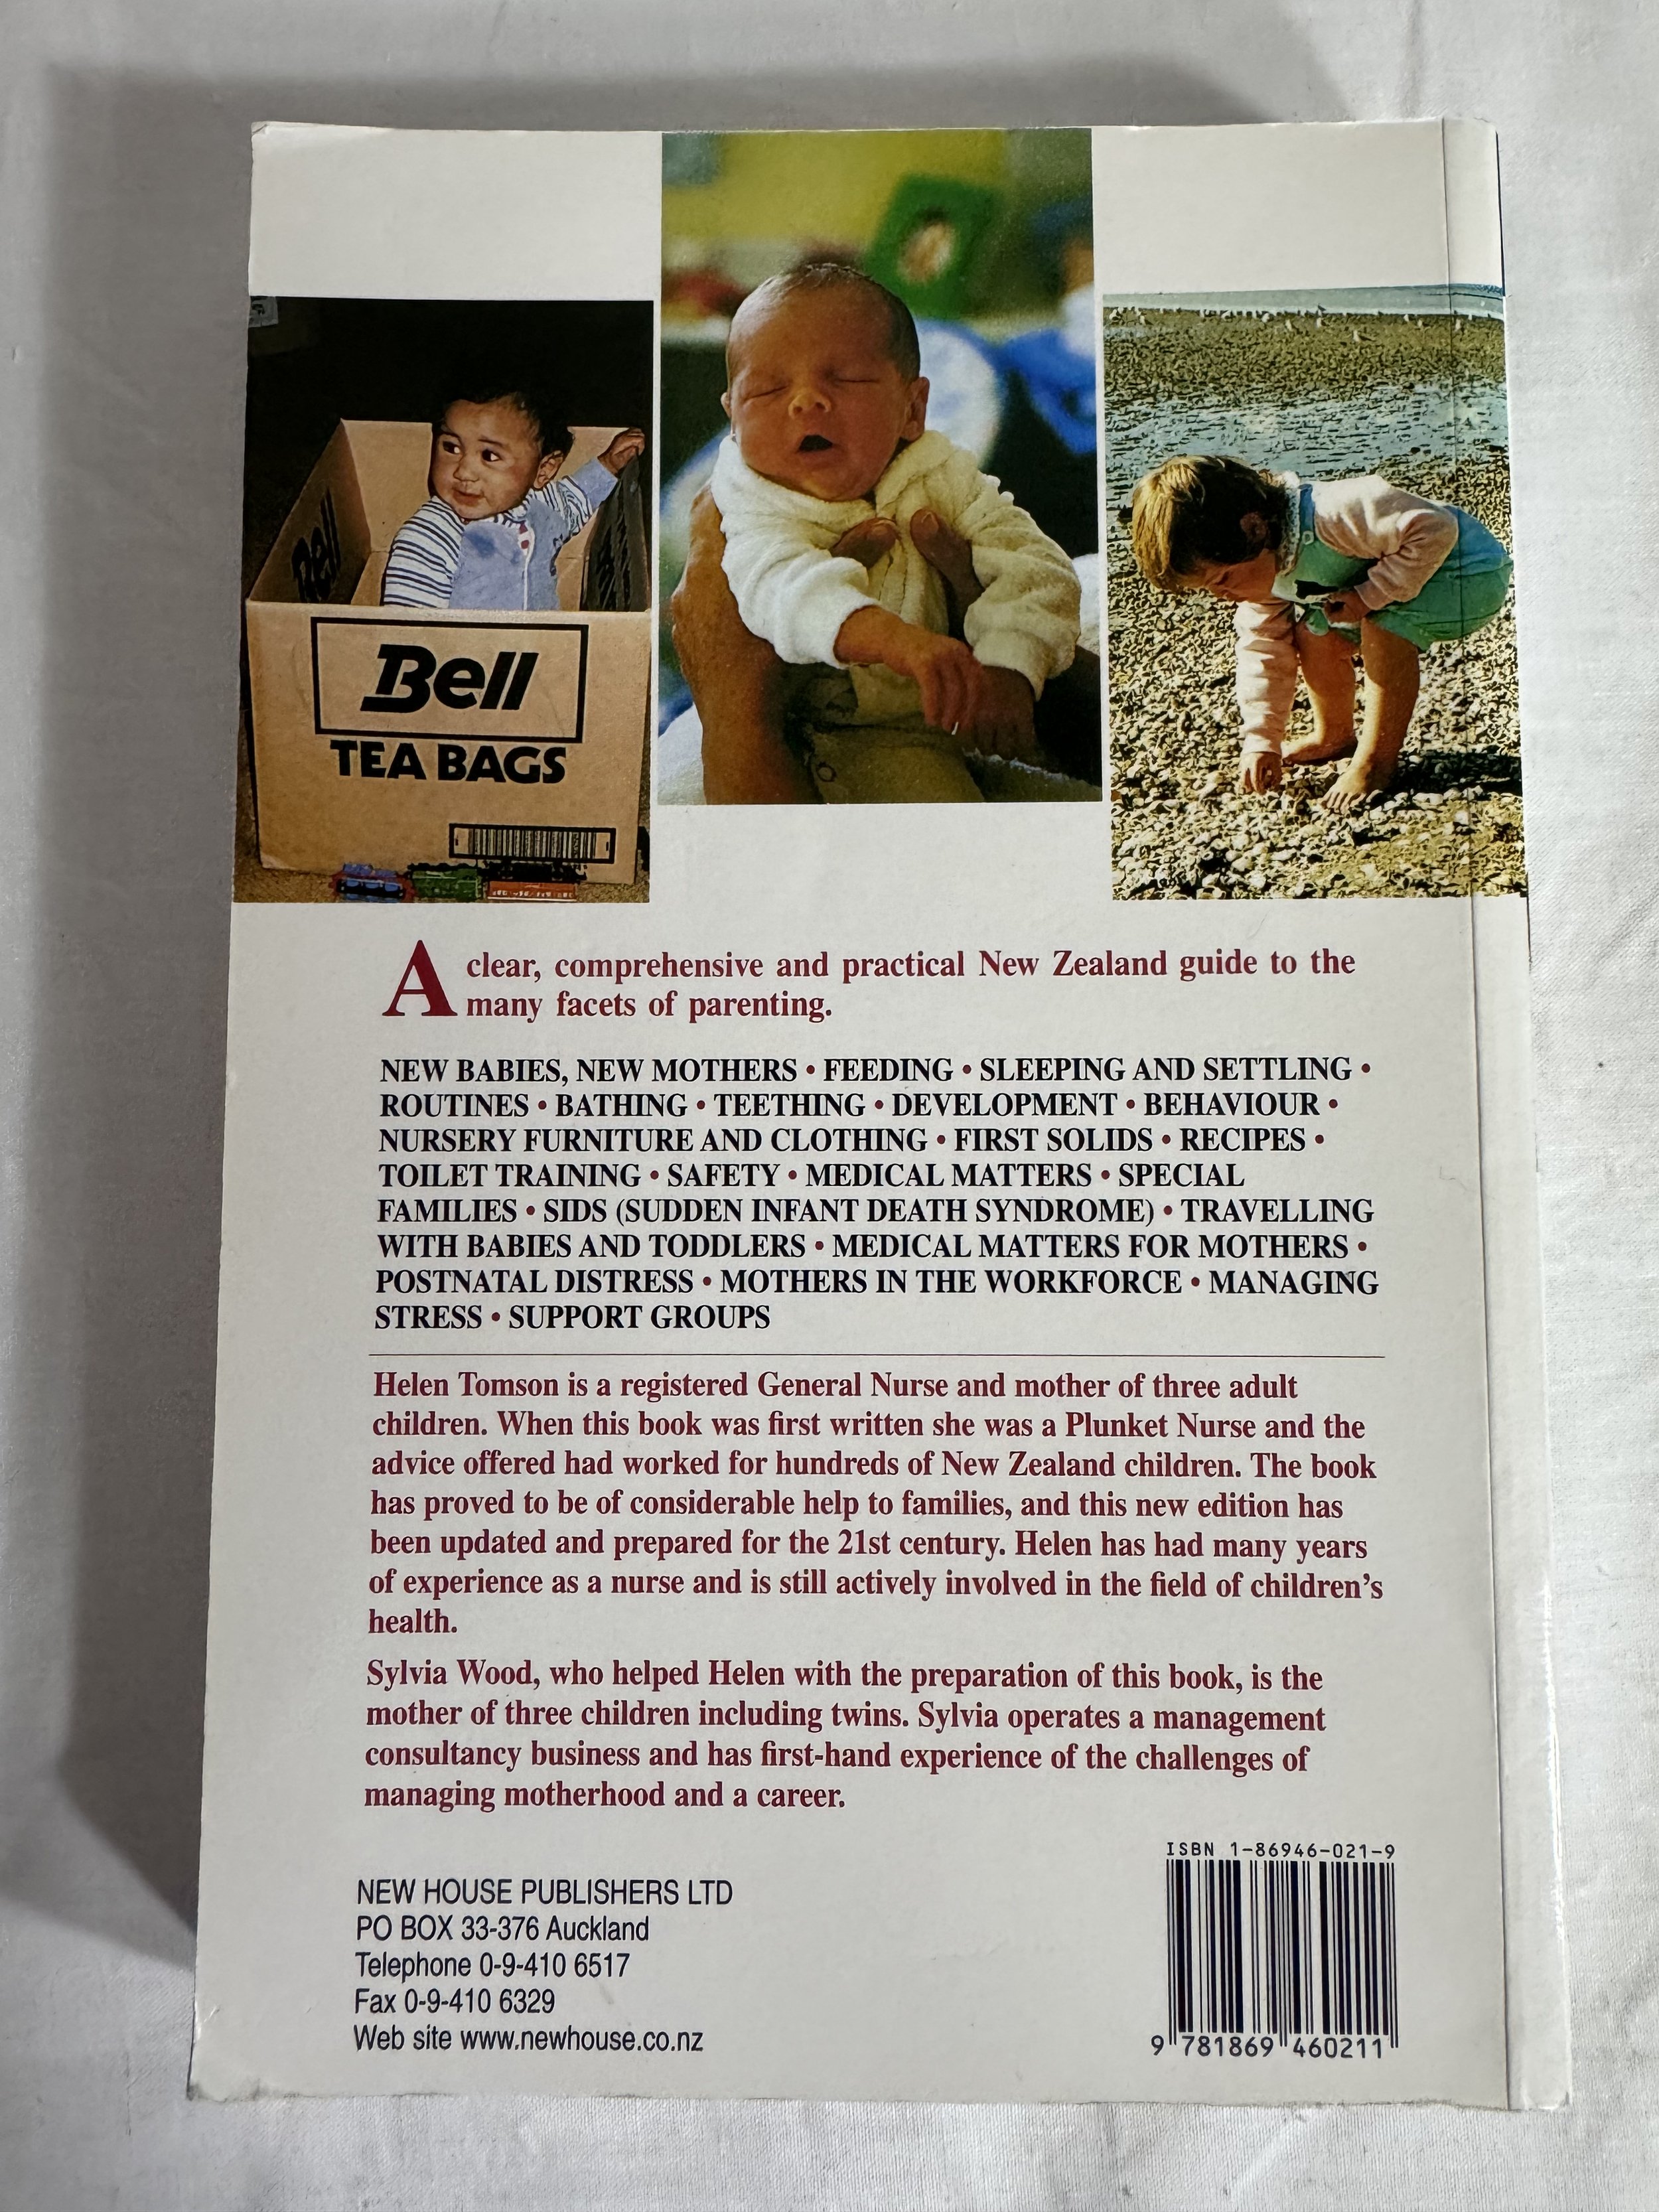 Bell
Bell
TEA BAGS
A clear, comprehensive and practical New Zealand guide to the
many facets of parenting.
NEW BABIES, NEW MOTHERS • FEEDING • SLEEPING AND SETTLING •
ROUTINES • BATHING • TEETHING • DEVELOPMENT • BEHAVIOUR •
NURSERY FURNITURE AND CLOTHING • FIRST SOLIDS • RECIPES •
TOILET TRAINING • SAFETY • MEDICAL MATTERS • SPECIAL
FAMILIES • SIDS (SUDDEN INFANT DEATH SYNDROME) • TRAVELLING
WITH BABIES AND TODDLERS • MEDICAL MATTERS FOR MOTHERS •
POSTNATAL DISTRESS • MOTHERS IN THE WORKFORCE • MANAGING
STRESS • SUPPORT GROUPS
Helen Tomson is a registered General Nurse and mother of three adult
children. When this book was first written she was a Plunket Nurse and the
advice offered had worked for hundreds of New Zealand children. The book
has proved to be of considerable help to families, and this new edition has
been updated and prepared for the 21st century. Helen has had many years
of experience as a nurse and is still actively involved in the field of children's
health.
Sylvia Wood, who helped Helen with the preparation of this book, is the
mother of three children including twins. Sylvia operates a management
consultancy business and has first-hand experience of the challenges of
managing motherhood and a career.
NEW HOUSE PUBLISHERS LTD
PO BOX 33-376 Auckland
Telephone 0-9-410 6517
Fax 0-9-410 6329
Web site www.newhouse.co.nz
ISBN 1-86946-021-9
9 781869 460211